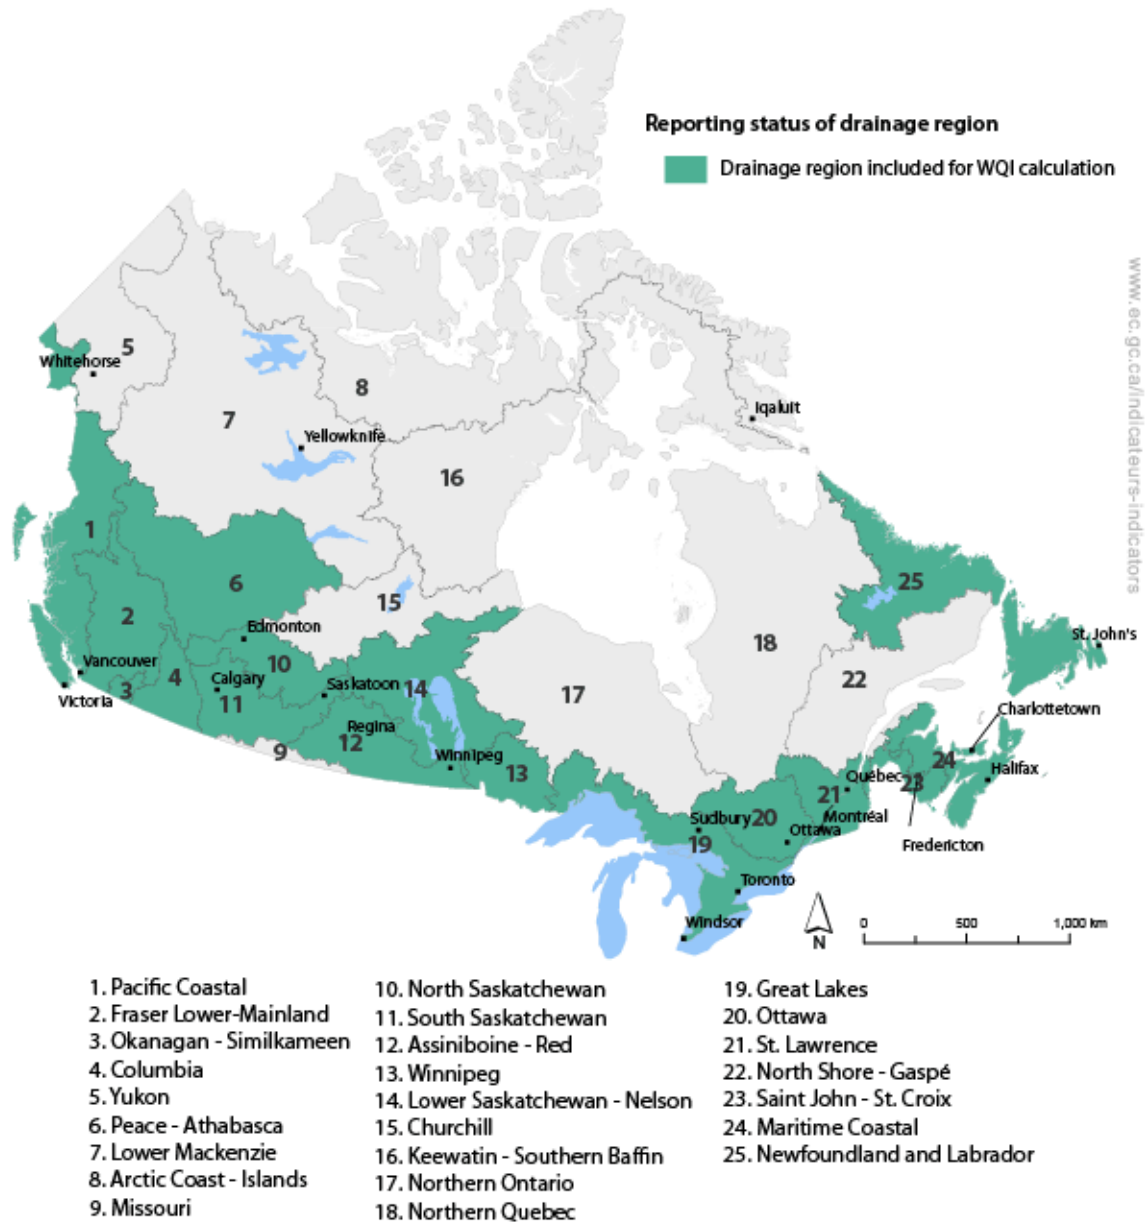 Reporting status of drainage region
Drainage region included for WQI calculation
www.ec.gc.ca/indicateurs-indicators
5
Whitehorse
8
7
Iqaluit
Yellowknife
16
1
6
25
15
2
Edmonton
St. John's
18
10
Vancouver
4
Calgary
Saskatoon
14
22
3
11
17
Victoria
Charlottetown
Regina
12
9
Winnipeg
13
24
Halifax
Québec
23
21
Sudbury
20
Montréal
Ottawa
19
Fredericton
Toronto
Windsor
N
0 500 1,000 km
1. Pacific Coastal
2. Fraser Lower-Mainland
3. Okanagan - Similkameen
4. Columbia
5. Yukon
6. Peace - Athabasca
7. Lower Mackenzie
8. Arctic Coast - Islands
9. Missouri
10. North Saskatchewan
11. South Saskatchewan
12. Assiniboine - Red
13. Winnipeg
14. Lower Saskatchewan - Nelson
15. Churchill
16. Keewatin - Southern Baffin
17. Northern Ontario
18. Northern Quebec
19. Great Lakes
20. Ottawa
21. St. Lawrence
22. North Shore - Gaspé
23. Saint John - St. Croix
24. Maritime Coastal
25. Newfoundland and Labrador